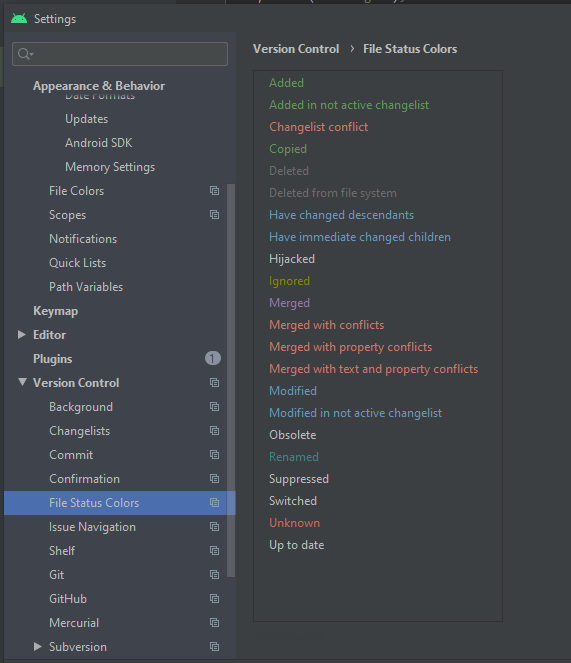 Settings
Appearance & Behavior
Date Formats
Updates
Android SDK
Memory Settings
File Colors
Scopes
Notifications
Quick Lists
Path Variables
Keymap
Editor
Plugins
1
Version Control
Background
Changelists
Commit
Confirmation
File Status Colors
Issue Navigation
Shelf
Git
GitHub
Mercurial
Subversion
Version Control › File Status Colors
Added
Added in not active changelist
Changelist conflict
Copied
Deleted
Deleted from file system
Have changed descendants
Have immediate changed children
Hijacked
Ignored
Merged
Merged with conflicts
Merged with property conflicts
Merged with text and property conflicts
Modified
Modified in not active changelist
Obsolete
Renamed
Suppressed
Switched
Unknown
Up to date